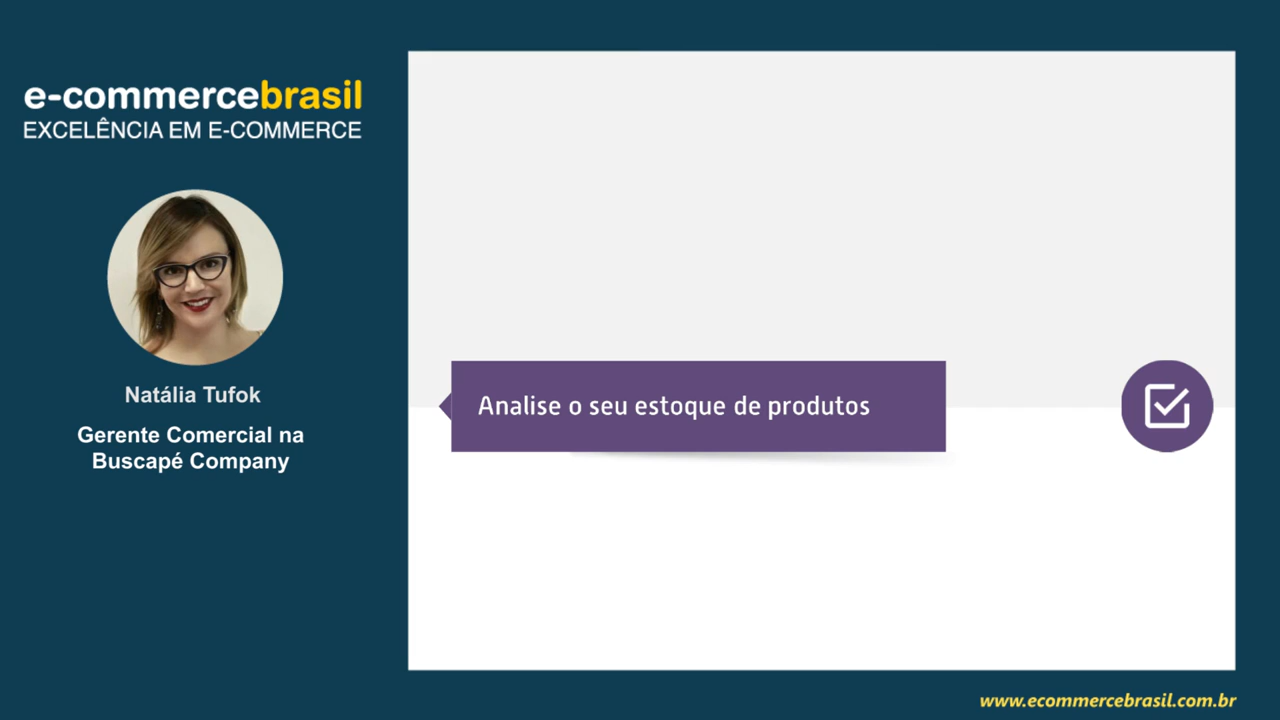 e-commercebrasil
EXCELÊNCIA EM E-COMMERCE
Natália Tufok
Gerente Comercial na
Buscapé Company
Analise o seu estoque de produtos
www.ecommercebrasil.com.br